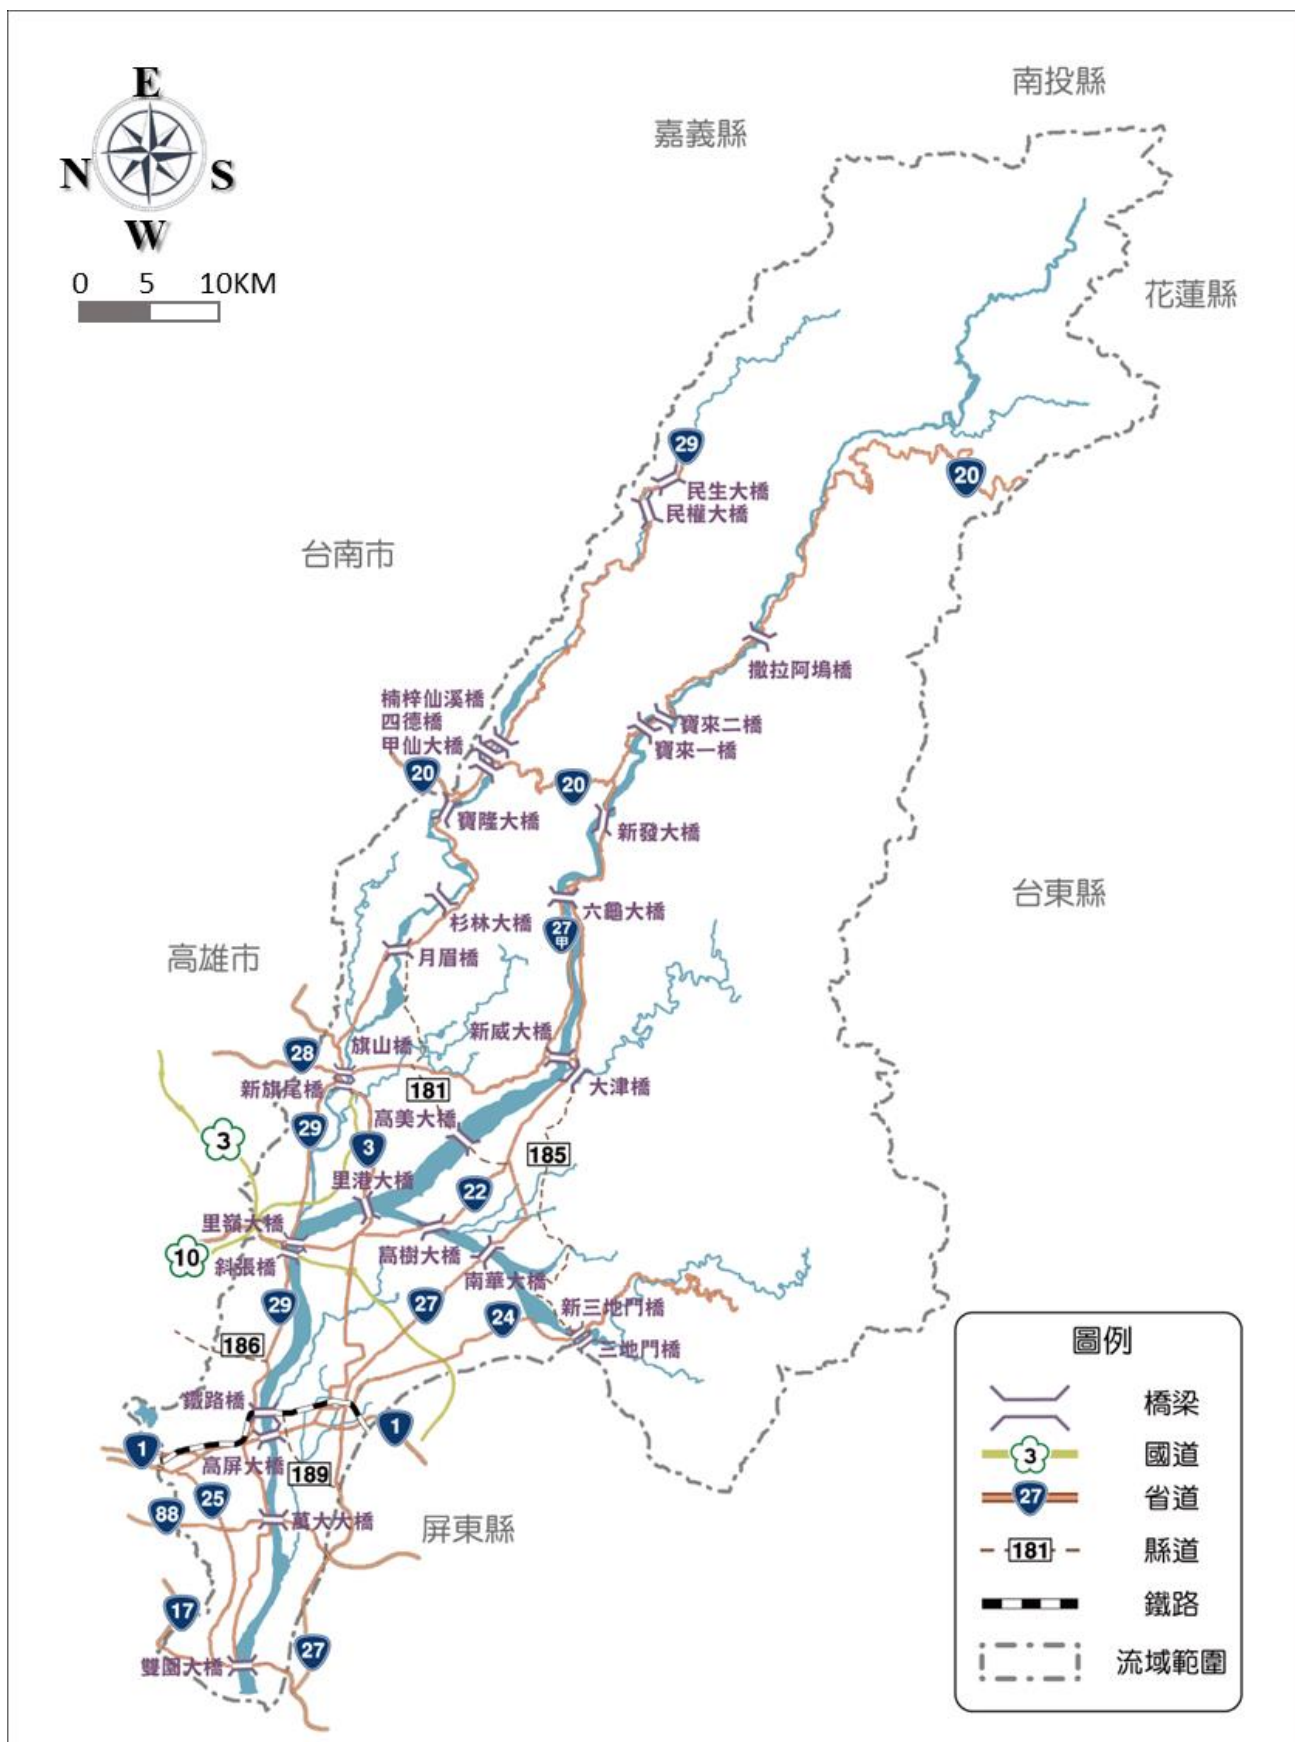 E
N
S
W
0 5 10KM
南投縣
嘉義縣
花蓮縣
29
20
民生大橋
民權大橋
台南市
撒拉阿塢橋
楠梓仙溪橋
四德橋
甲仙大橋
寶來二橋
寶來一橋
20
20
寶隆大橋
新發大橋
台東縣
六龜大橋
杉林大橋
27
甲
月眉橋
高雄市
新威大橋
旗山橋
28
新旗尾橋
181
大津橋
高美大橋
29
3
3
185
里港大橋
22
里嶺大橋
10
斜張橋
高樹大橋
南華大橋
29
27
24
新三地門橋
三地門橋
186
鐵路橋
1
1
高屏大橋
189
25
88
萬大大橋
屏東縣
17
27
雙園大橋
圖例
橋梁
3
國道
27
省道
181
縣道
鐵路
流域範圍